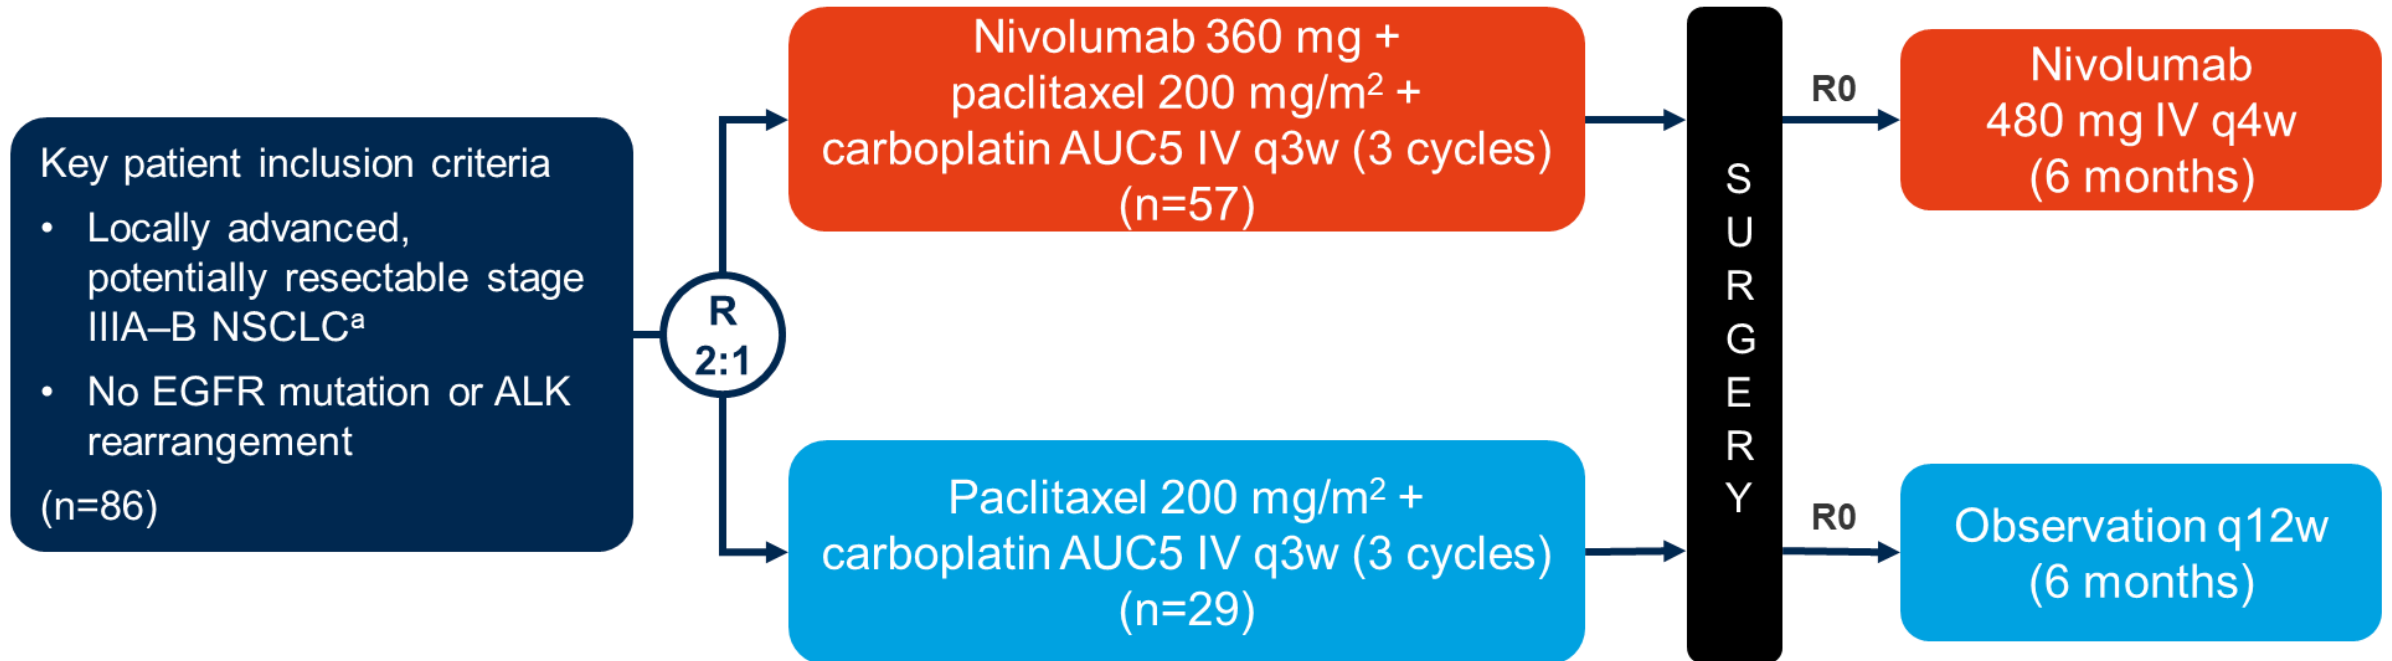 Key patient inclusion criteria
• Locally advanced,
potentially resectable stage
IIIA–B NSCLCᵃ
• No EGFR mutation or ALK
rearrangement
(n=86)
R
2:1
Nivolumab 360 mg +
paclitaxel 200 mg/m² +
carboplatin AUC5 IV q3w (3 cycles)
(n=57)
Paclitaxel 200 mg/m² +
carboplatin AUC5 IV q3w (3 cycles)
(n=29)
S
U
R
G
E
R
Y
R0
Nivolumab
480 mg IV q4w
(6 months)
R0
Observation q12w
(6 months)